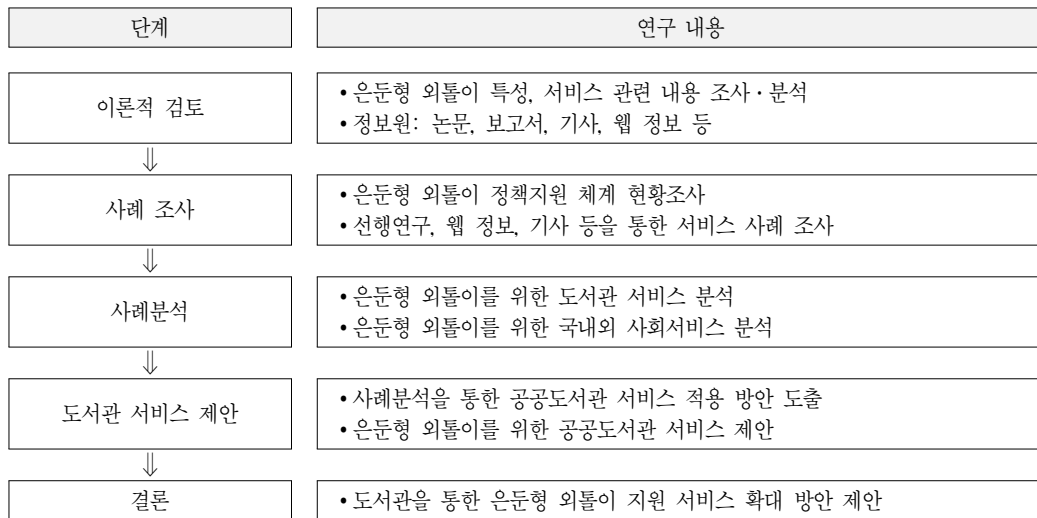 단계
연구 내용
이론적 검토
• 은둔형 외톨이 특성, 서비스 관련 내용 조사·분석
• 정보원: 논문, 보고서, 기사, 웹 정보 등
⇓
사례 조사
• 은둔형 외톨이 정책지원 체계 현황조사
• 선행연구, 웹 정보, 기사 등을 통한 서비스 사례 조사
⇓
사례분석
• 은둔형 외톨이를 위한 도서관 서비스 분석
• 은둔형 외톨이를 위한 국내외 사회서비스 분석
⇓
도서관 서비스 제안
• 사례분석을 통한 공공도서관 서비스 적용 방안 도출
• 은둔형 외톨이를 위한 공공도서관 서비스 제안
⇓
결론
• 도서관을 통한 은둔형 외톨이 지원 서비스 확대 방안 제안